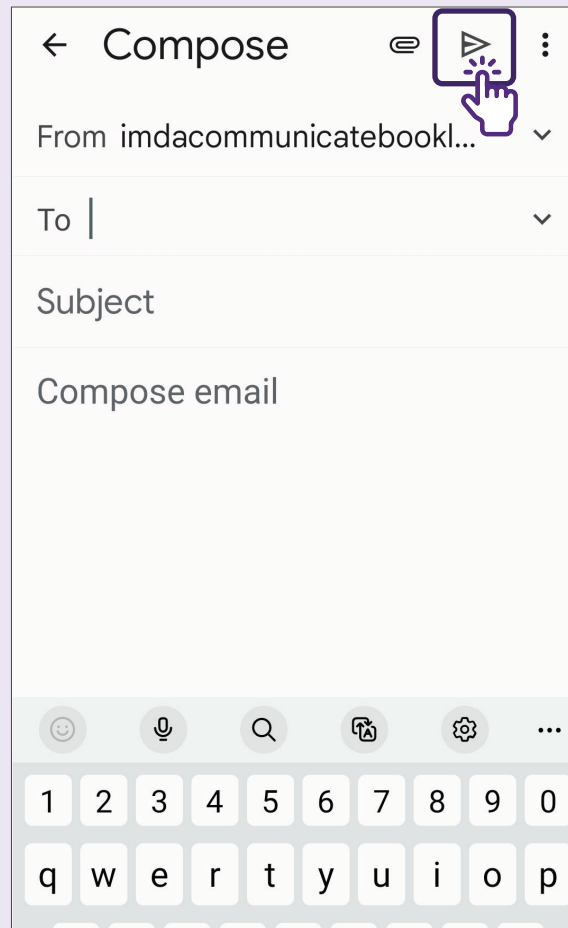 Compose
From imdacommunicatebookl...
To
Subject
Compose email
1 2 3 4 5 6 7 8 9 0
q w e r t y u i o p